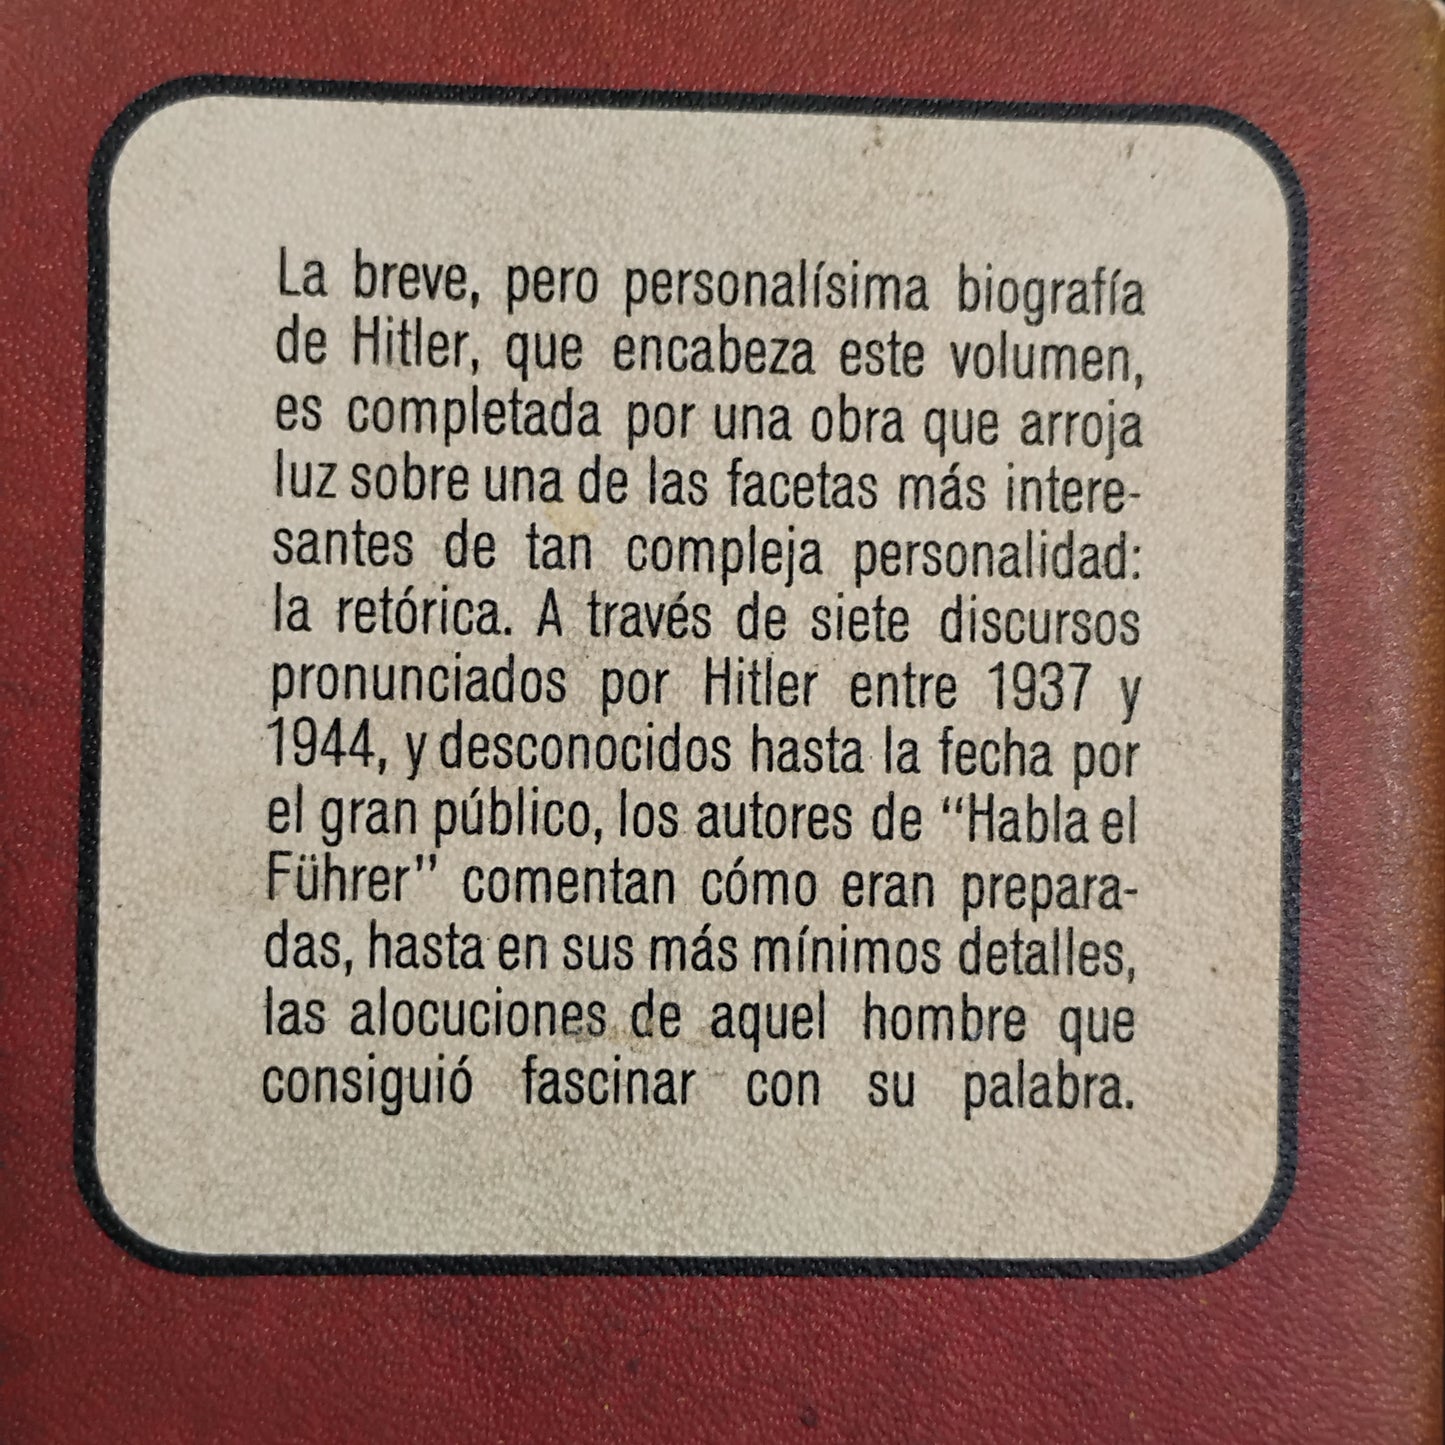 La breve, pero personalísima biografía
de Hitler, que encabeza este volumen,
es completada por una obra que arroja
luz sobre una de las facetas más intere-
santes de tan compleja personalidad:
la retórica. A través de siete discursos
pronunciados por Hitler entre 1937 y
1944, y desconocidos hasta la fecha por
el gran público, los autores de “Habla el
Führer” comentan cómo eran prepara-
das, hasta en sus más mínimos detalles,
las alocuciones de aquel hombre que
consiguió fascinar con su palabra.